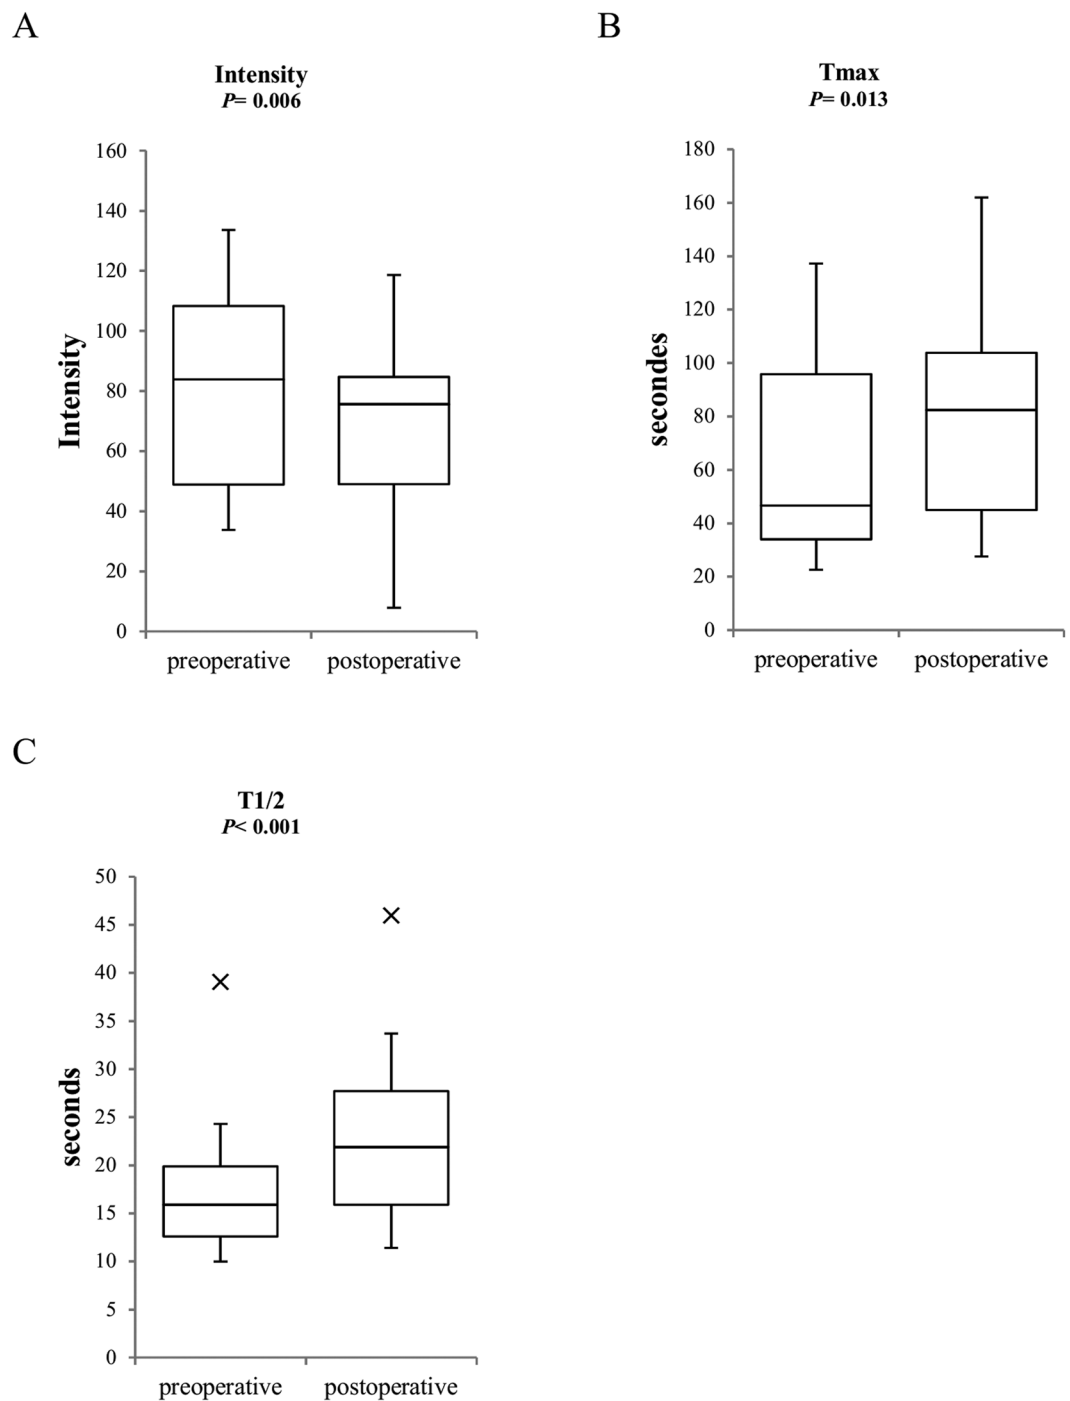 A
Intensity
P= 0.006
160
140
120
100
80
60
40
20
0
Intensity
preoperative
postoperative
B
Tmax
P= 0.013
180
160
140
120
100
80
60
40
20
0
secondes
preoperative
postoperative
C
T1/2
P< 0.001
50
45
40
35
30
25
20
15
10
5
0
seconds
preoperative
postoperative